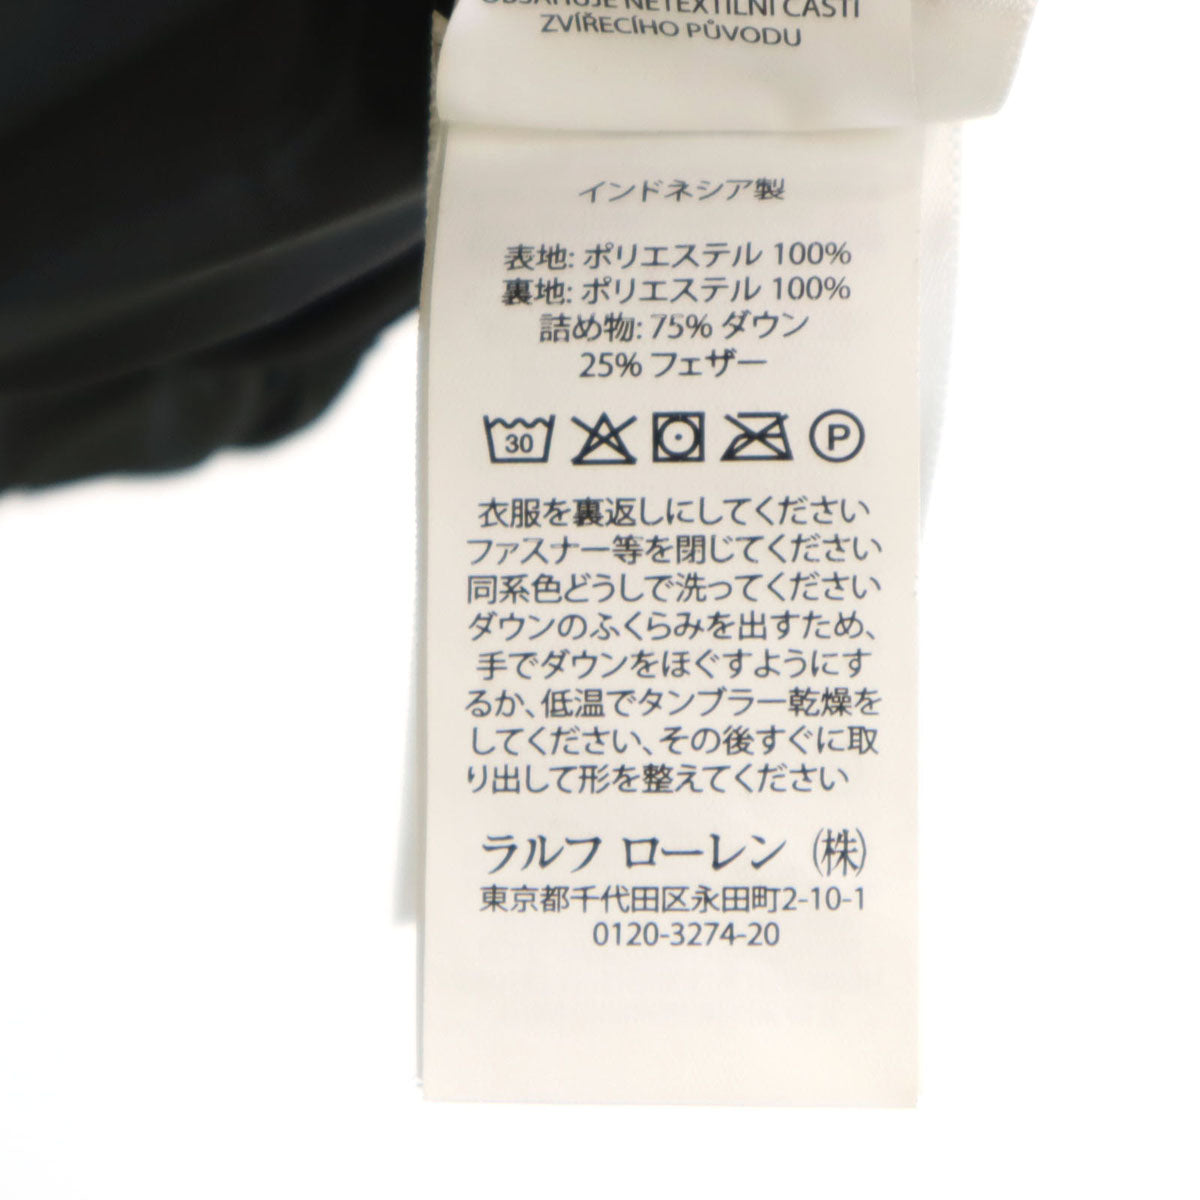 OBSAHUJE NETEXTILNÍ ČÁSTI
ZVÍŘECÍHO PŮVODU
インドネシア製
表地: ポリエステル 100%
裏地: ポリエステル 100%
詰め物: 75% ダウン
25% フェザー
30 P
衣服を裏返しにしてください
ファスナー等を閉じてください
同系色どうしで洗ってください
ダウンのふくらみを出すため、
手でダウンをほぐすようにす
るか、低温でタンブラー乾燥を
してください、その後すぐに取
り出して形を整えてください
ラルフ ローレン (株)
東京都千代田区永田町2-10-1
0120-3274-20